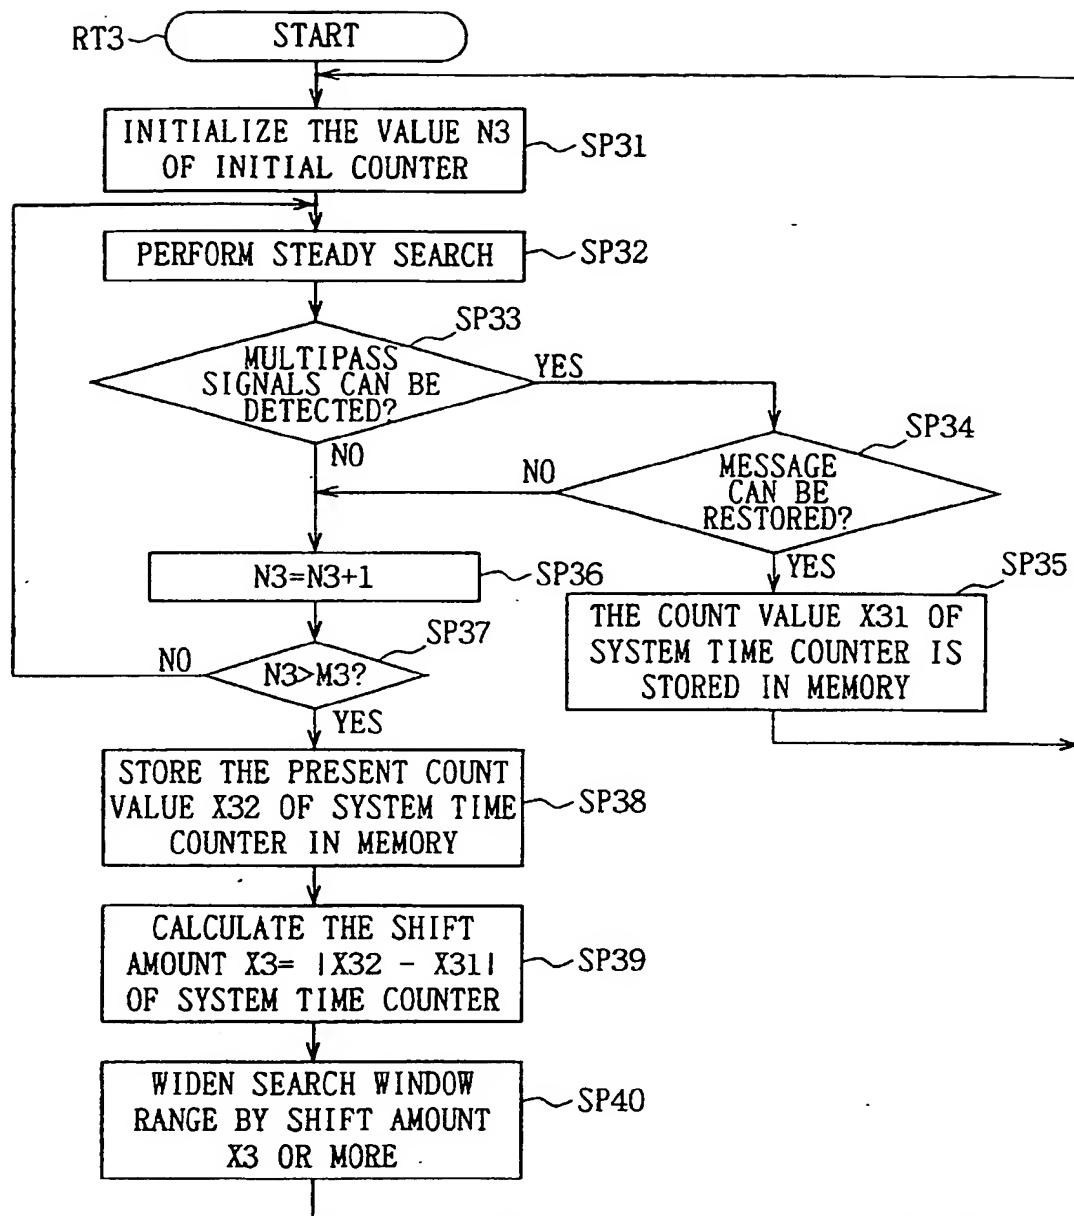 RT3
START
INITIALIZE THE VALUE N3
OF INITIAL COUNTER
SP31
PERFORM STEADY SEARCH
SP32
SP33
MULTIPASS
SIGNALS CAN BE
DETECTED?
YES
NO
SP34
MESSAGE
CAN BE
RESTORED?
NO
YES
SP35
THE COUNT VALUE X31 OF
SYSTEM TIME COUNTER IS
STORED IN MEMORY
N3=N3+1
SP36
SP37
N3>M3?
NO
YES
STORE THE PRESENT COUNT
VALUE X32 OF SYSTEM TIME
COUNTER IN MEMORY
SP38
CALCULATE THE SHIFT
AMOUNT X3= |X32 - X31|
OF SYSTEM TIME COUNTER
SP39
WIDEN SEARCH WINDOW
RANGE BY SHIFT AMOUNT
X3 OR MORE
SP40